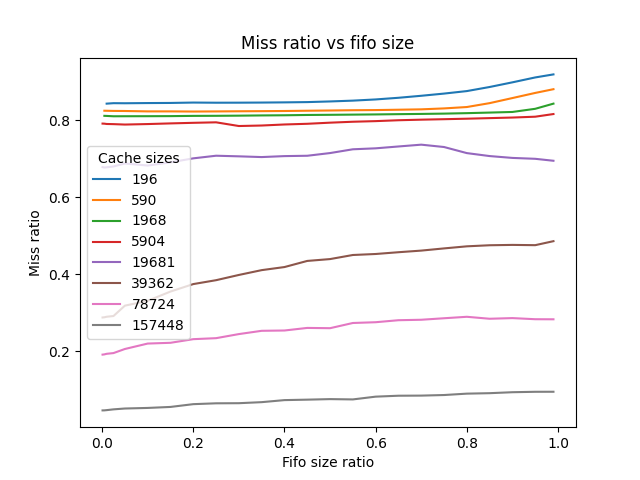 Miss ratio vs fifo size
Miss ratio
0.8
0.6
0.4
0.2
Cache sizes
196
590
1968
5904
19681
39362
78724
157448
0.0 0.2 0.4 0.6 0.8 1.0
Fifo size ratio